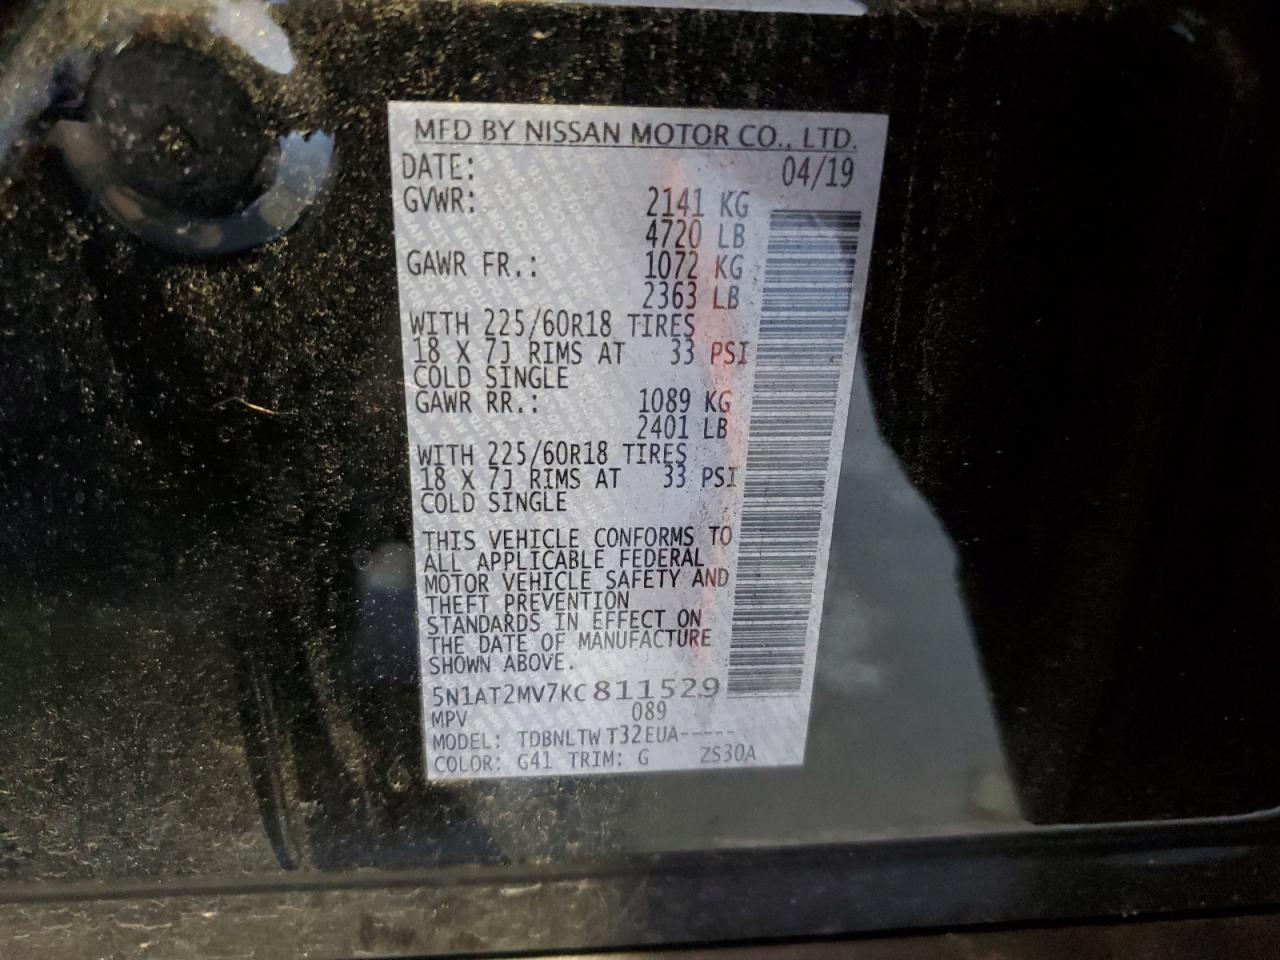 MFD BY NISSAN MOTOR CO., LTD.
DATE: 04/19
GVWR: 2141 KG
4720 LB
GAWR FR.: 1072 KG
2363 LB
WITH 225/60R18 TIRES
18 X 7J RIMS AT 33 PSI
COLD SINGLE
GAWR RR.: 1089 KG
2401 LB
WITH 225/60R18 TIRES
18 X 7J RIMS AT 33 PSI
COLD SINGLE
THIS VEHICLE CONFORMS TO
ALL APPLICABLE FEDERAL
MOTOR VEHICLE SAFETY AND
THEFT PREVENTION
STANDARDS IN EFFECT ON
THE DATE OF MANUFACTURE
SHOWN ABOVE.
5N1AT2MV7KC811529
MPV 089
MODEL: TDBNLTWT32EUA-----
COLOR: G41 TRIM: G ZS30A